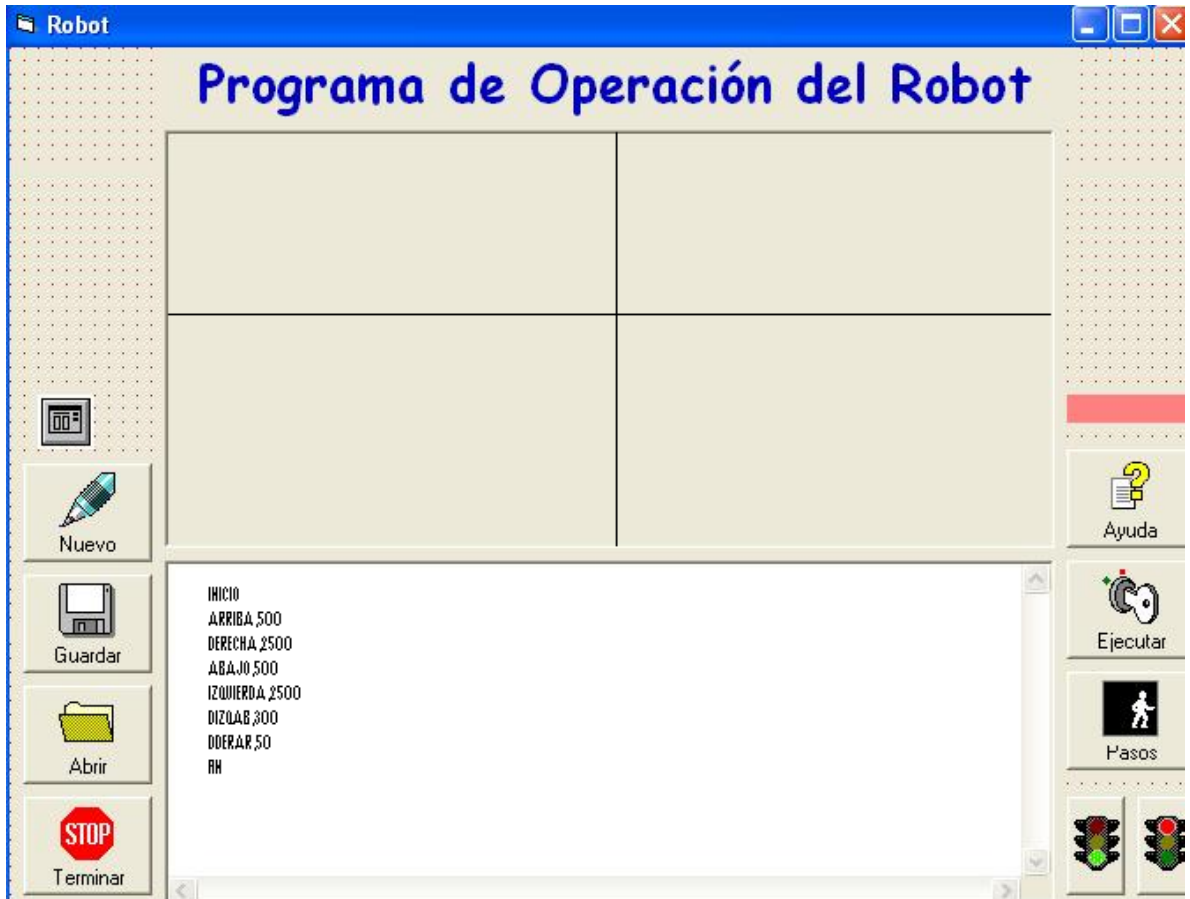 Robot
Programa de Operación del Robot
Nuevo
Guardar
Abrir
STOP
Terminar
INICIO
ARRIBA,500
DERECHA,2500
ABAJO,500
IZQUIERDA,2500
DIZQAB,300
DDERAR,50
FIN
Ayuda
Ejecutar
Pasos